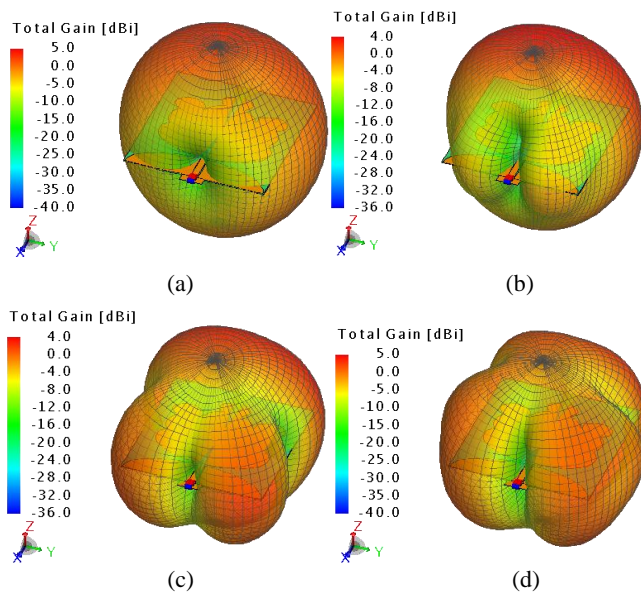 Total Gain [dBi]
5.0
0.0
-5.0
-10.0
-15.0
-20.0
-25.0
-30.0
-35.0
-40.0
Z
Y
X
(a)
Total Gain [dBi]
4.0
0.0
-4.0
-8.0
-12.0
-16.0
-20.0
-24.0
-28.0
-32.0
-36.0
Z
Y
X
(b)
Total Gain [dBi]
4.0
0.0
-4.0
-8.0
-12.0
-16.0
-20.0
-24.0
-28.0
-32.0
-36.0
Z
Y
X
(c)
Total Gain [dBi]
5.0
0.0
-5.0
-10.0
-15.0
-20.0
-25.0
-30.0
-35.0
-40.0
Z
Y
X
(d)